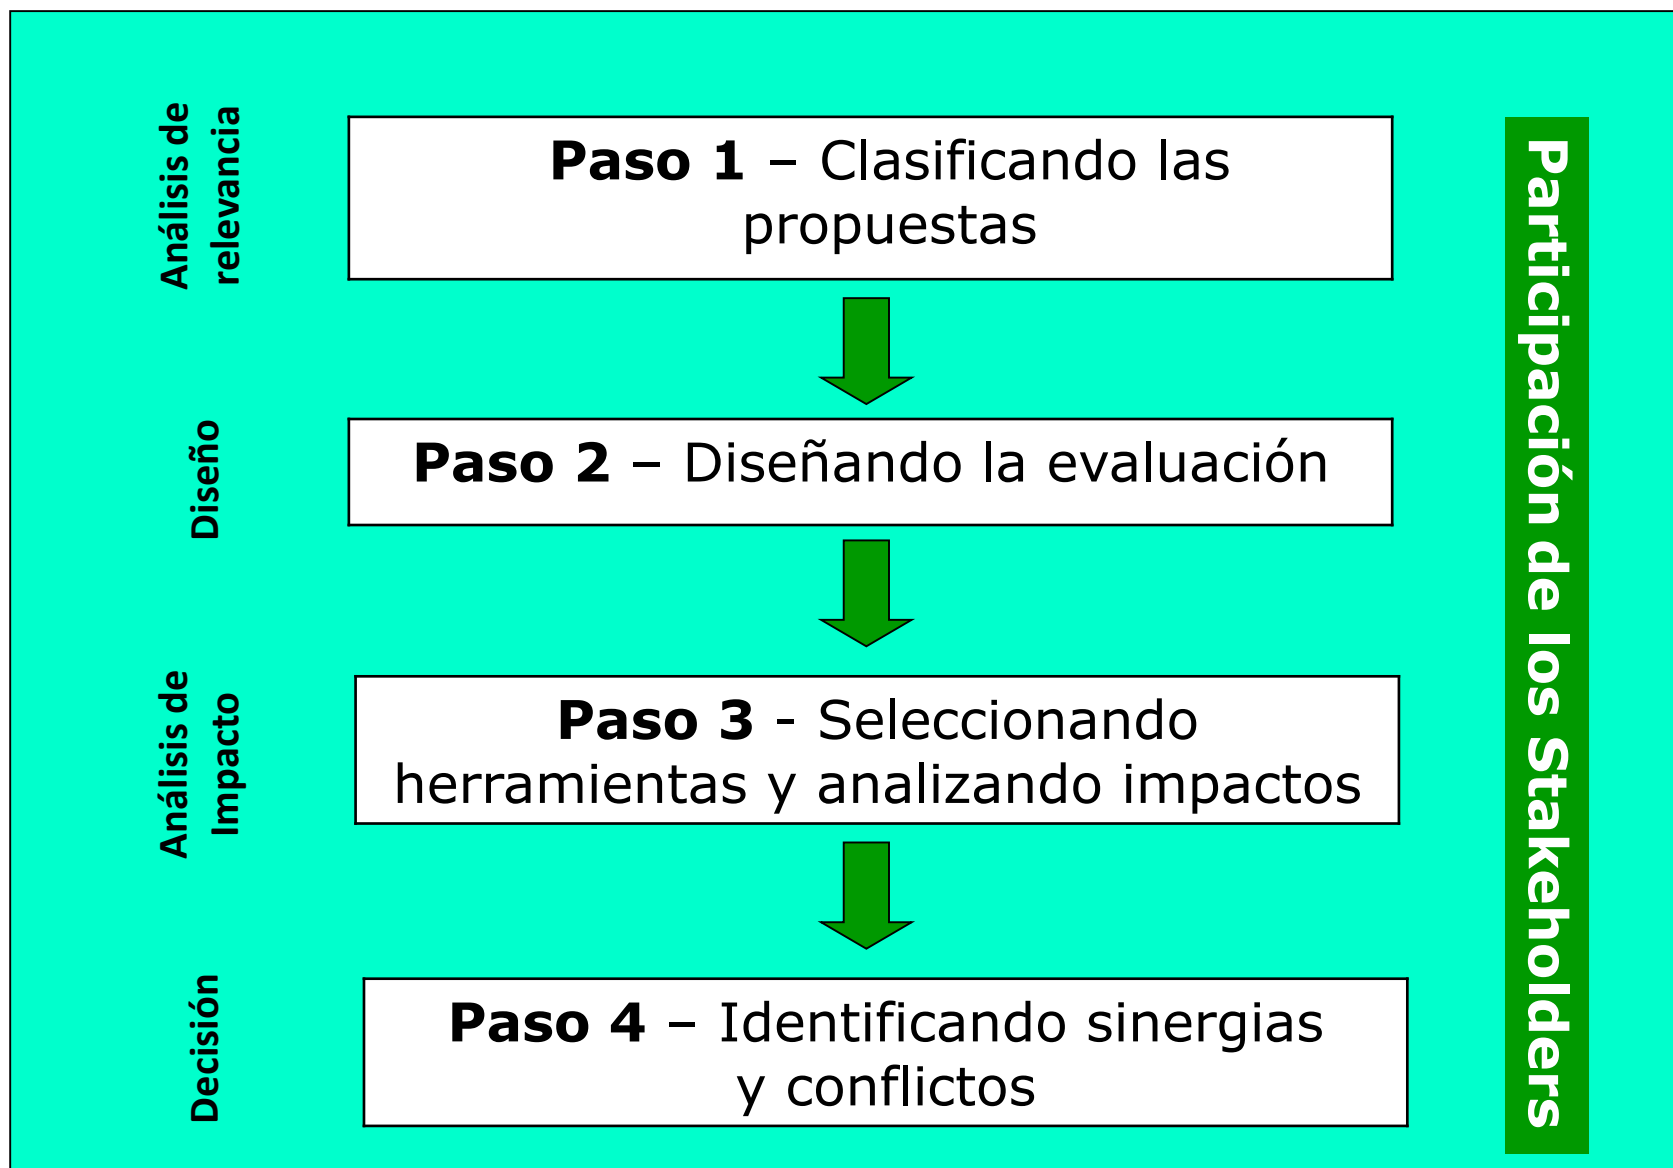 Análisis de
relevancia
Paso 1 – Clasificando las
propuestas
Diseño
Paso 2 – Diseñando la evaluación
Análisis de
Impacto
Paso 3 - Seleccionando
herramientas y analizando impactos
Decisión
Paso 4 – Identificando sinergias
y conflictos
Participación de los Stakeholders